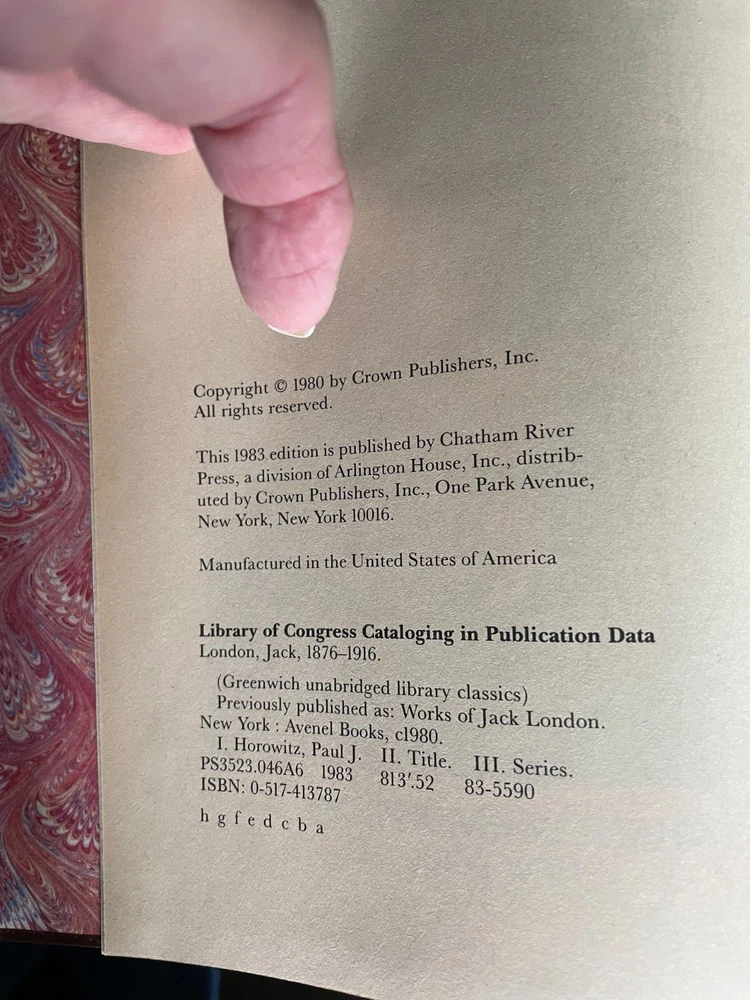 Copyright © 1980 by Crown Publishers, Inc.
All rights reserved.
This 1983 edition is published by Chatham River
Press, a division of Arlington House, Inc., distrib-
uted by Crown Publishers, Inc., One Park Avenue,
New York, New York 10016.
Manufactured in the United States of America
Library of Congress Cataloging in Publication Data
London, Jack, 1876–1916.
(Greenwich unabridged library classics)
Previously published as: Works of Jack London.
New York : Avenel Books, c1980.
I. Horowitz, Paul J. II. Title. III. Series.
PS3523.046A6 1983 813′.52 83-5590
ISBN: 0-517-413787
h g f e d c b a